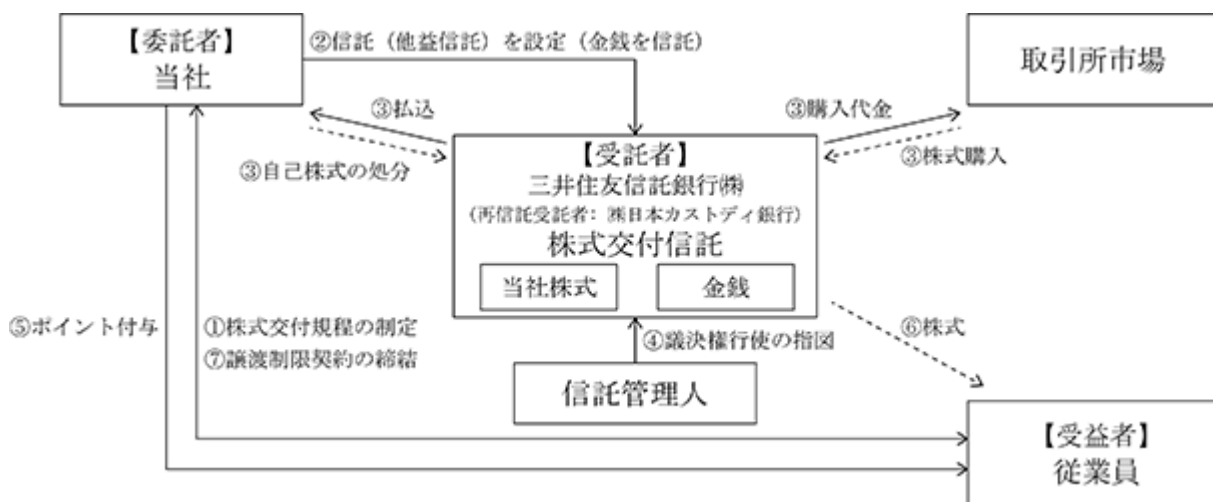 【委託者】
当社
②信託（他益信託）を設定（金銭を信託）
取引所市場
③払込
③自己株式の処分
③購入代金
③株式購入
【受託者】
三井住友信託銀行㈱
(再信託受託者：㈱日本カストディ銀行)
株式交付信託
当社株式
金銭
⑤ポイント付与
①株式交付規程の制定
⑦譲渡制限契約の締結
④議決権行使の指図
⑥株式
信託管理人
【受益者】
従業員